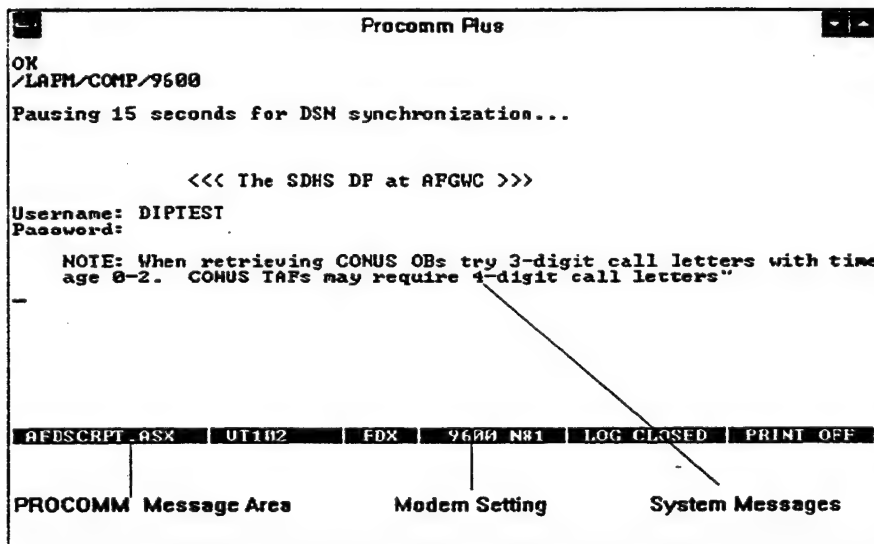 Procomm Plus
OK
/LAPM/COMP/9600
Pausing 15 seconds for DSN synchronization...
<<< The SDHS DF at AFGWC >>>
Username: DIPTEST
Password:
NOTE: When retrieving CONUS OBs try 3-digit call letters with time
age 0-2. CONUS TAFs may require 4-digit call letters"
AFDSCRPT.ASX VT102 FDX 9600 N81 LOG CLOSED PRINT OFF
PROCOMM Message Area Modem Setting System Messages